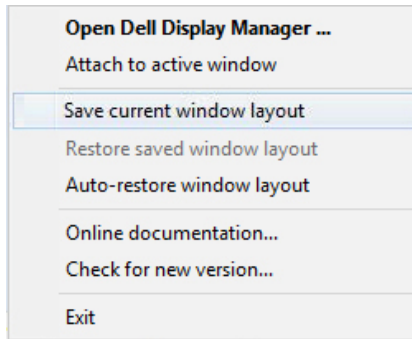 Open Dell Display Manager ...
Attach to active window
Save current window layout
Restore saved window layout
Auto-restore window layout
Online documentation...
Check for new version...
Exit